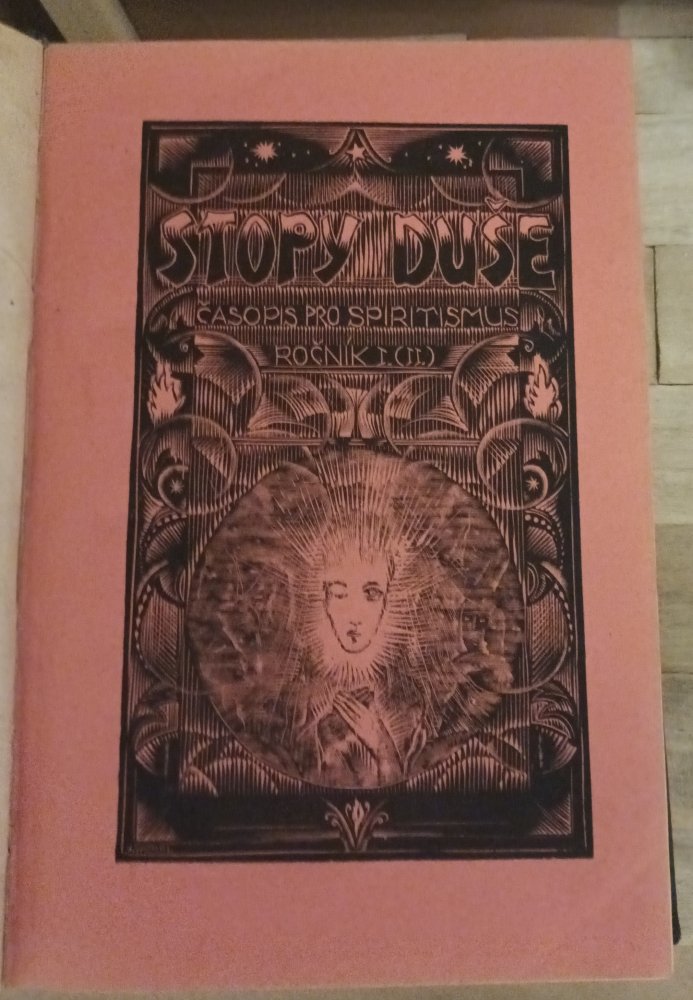 STOPY DUŠE
ČASOPIS PRO SPIRITISMUS
ROČNÍK I. (II.)